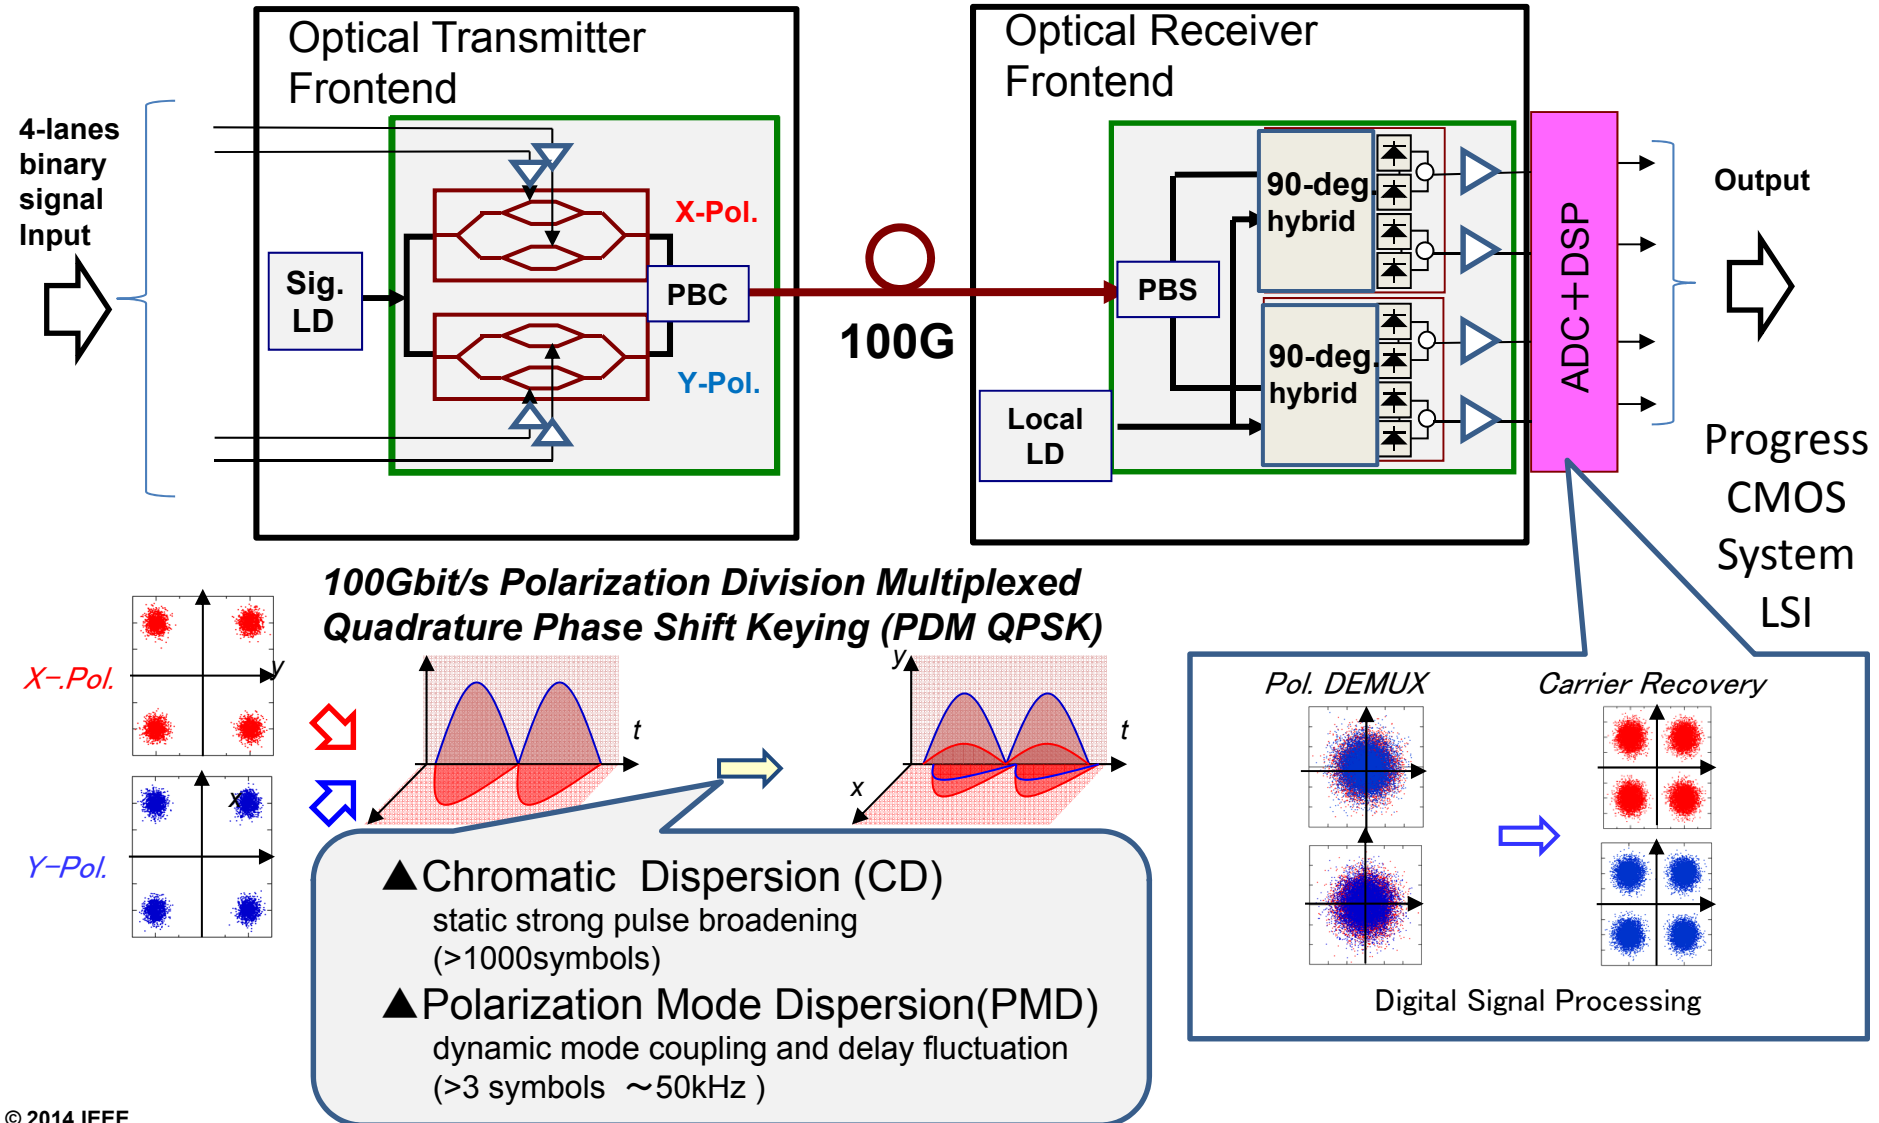 Optical Transmitter
Frontend
Optical Receiver
Frontend
4-lanes
binary
signal
Input
Sig.
LD
X-Pol.
PBC
Y-Pol.
100G
PBS
Local
LD
90-deg.
hybrid
90-deg.
hybrid
ADC+DSP
Output
Progress
CMOS
System
LSI
100Gbit/s Polarization Division Multiplexed
Quadrature Phase Shift Keying (PDM QPSK)
X-.Pol.
y
Y-Pol.
x
t
y
t
x
▲Chromatic Dispersion (CD)
static strong pulse broadening
(>1000symbols)
▲Polarization Mode Dispersion(PMD)
dynamic mode coupling and delay fluctuation
(>3 symbols ~50kHz )
Pol. DEMUX
Carrier Recovery
Digital Signal Processing
© 2014 IEEE